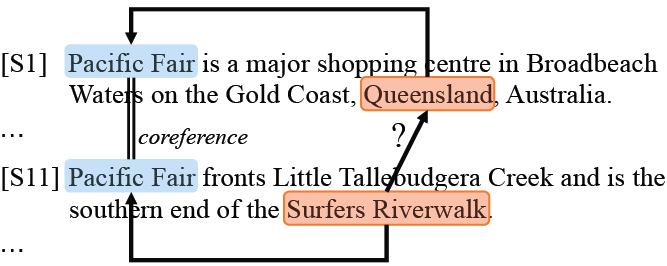 [S1] Pacific Fair is a major shopping centre in Broadbeach
Waters on the Gold Coast, Queensland, Australia.
...
coreference
?
[S11] Pacific Fair fronts Little Tallebudgera Creek and is the
southern end of the Surfers Riverwalk.
...